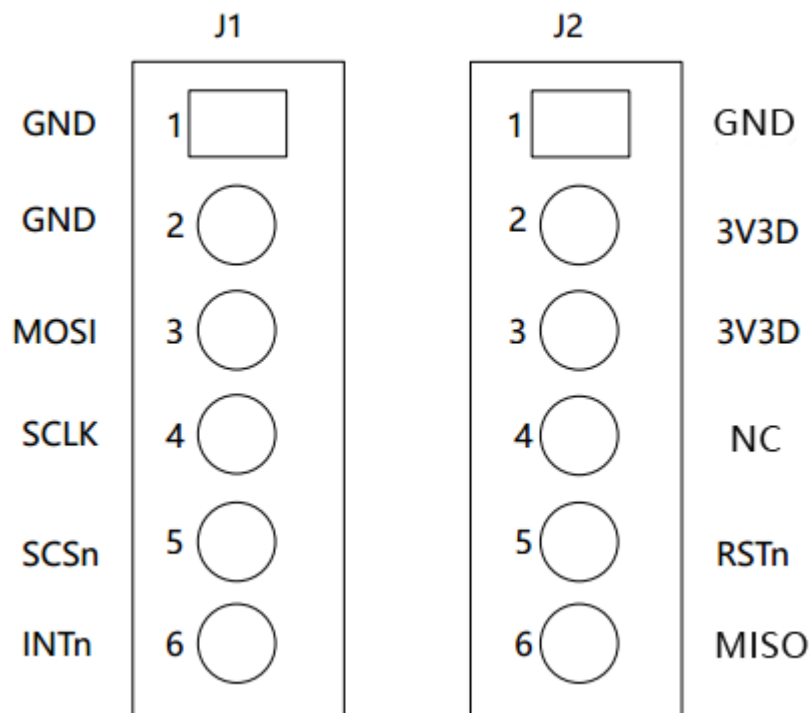 J1 J2
GND 1 1 GND
GND 2 2 3V3D
MOSI 3 3 3V3D
SCLK 4 4 NC
SCSn 5 5 RSTn
INTn 6 6 MISO